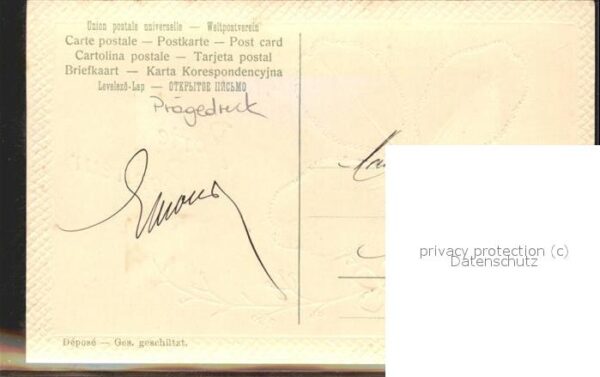 Union postale universelle — Weltpostverein
Carte postale — Postkarte — Post card
Cartolina postale — Tarjeta postal
Briefkaart — Karta Korespondencyjna
Levelező-Lap — ОТКРЫТОЕ ПИСЬМО
Prägedruck
privacy protection (c)
Datenschutz
Déposé — Ges. geschützt.